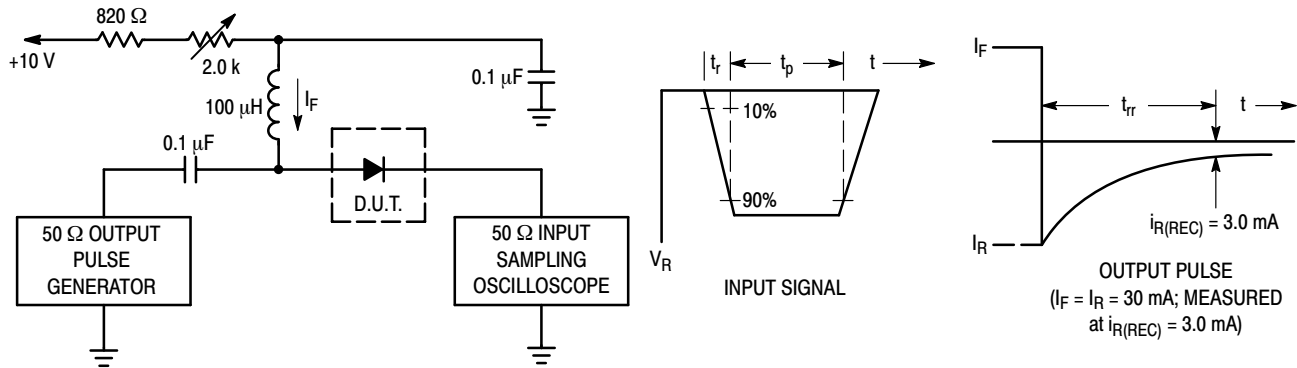 820 Ω
+10 V
2.0 k
100 μH
I_F
0.1 μF
0.1 μF
D.U.T.
50 Ω OUTPUT
PULSE
GENERATOR
50 Ω INPUT
SAMPLING
OSCILLOSCOPE
t_r
t_p
t
10%
90%
V_R
INPUT SIGNAL
I_F
t_rr
t
I_R
i_R(REC) = 3.0 mA
OUTPUT PULSE
(I_F = I_R = 30 mA; MEASURED
at i_R(REC) = 3.0 mA)